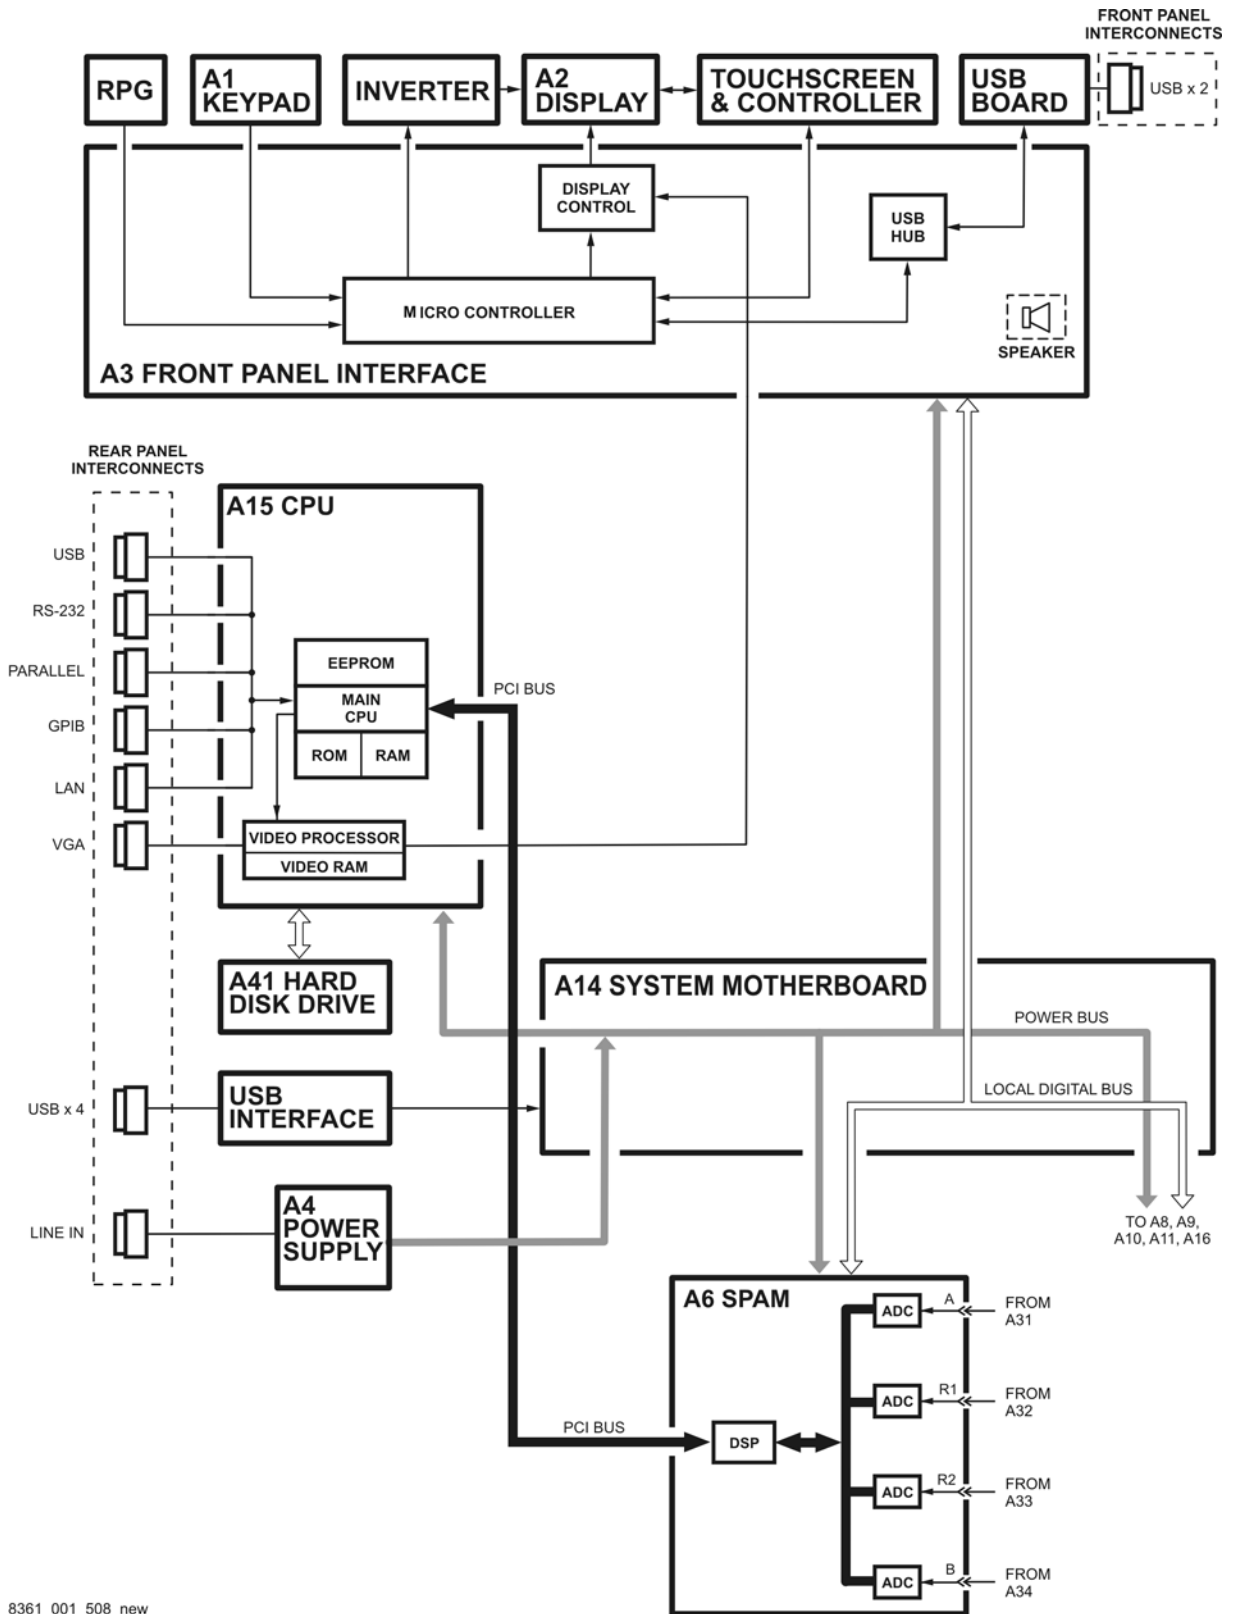 FRONT PANEL
INTERCONNECTS
RPG
A1
KEYPAD
INVERTER
A2
DISPLAY
TOUCHSCREEN
& CONTROLLER
USB
BOARD
USB x 2
DISPLAY
CONTROL
USB
HUB
MICRO CONTROLLER
SPEAKER
A3 FRONT PANEL INTERFACE
REAR PANEL
INTERCONNECTS
A15 CPU
USB
RS-232
PARALLEL
GPIB
LAN
VGA
EEPROM
MAIN
CPU
ROM
RAM
PCI BUS
VIDEO PROCESSOR
VIDEO RAM
A41 HARD
DISK DRIVE
A14 SYSTEM MOTHERBOARD
POWER BUS
LOCAL DIGITAL BUS
USB x 4
USB
INTERFACE
LINE IN
A4
POWER
SUPPLY
TO A8, A9,
A10, A11, A16
A6 SPAM
ADC
A
FROM
A31
ADC
R1
FROM
A32
PCI BUS
DSP
ADC
R2
FROM
A33
ADC
B
FROM
A34
8361_001_508_new